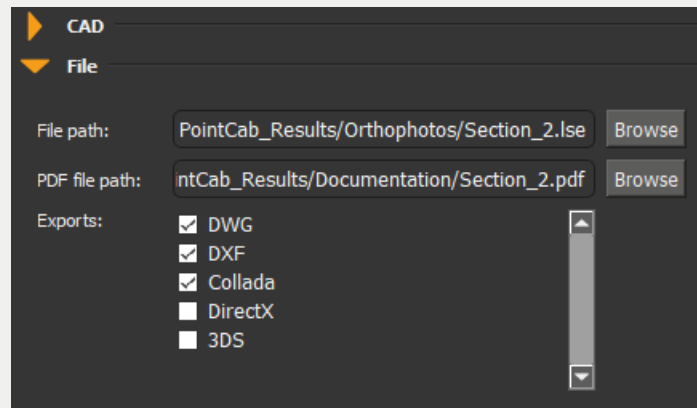 CAD
File
File path: PointCab_Results/Orthophotos/Section_2.lse Browse
PDF file path: ntCab_Results/Documentation/Section_2.pdf Browse
Exports: DWG
DXF
Collada
DirectX
3DS